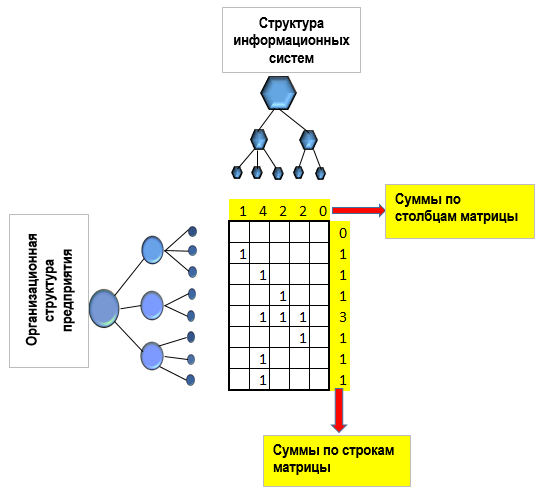 Структура
информационных
систем
Суммы по
столбцам матрицы
Организационная
структура
предприятия
1 4 2 2 0
0
1 1
1 1
1 1
1 1 1 3
1 1
1 1
1 1
Суммы по строкам
матрицы